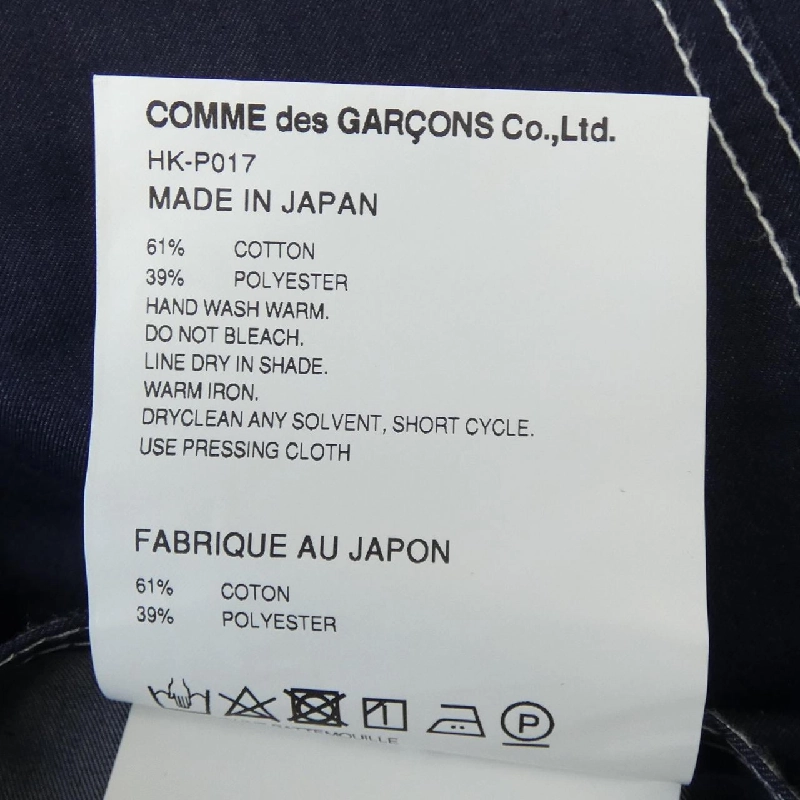 COMME des GARÇONS Co.,Ltd.
HK-P017
MADE IN JAPAN
61% COTTON
39% POLYESTER
HAND WASH WARM.
DO NOT BLEACH.
LINE DRY IN SHADE.
WARM IRON.
DRYCLEAN ANY SOLVENT, SHORT CYCLE.
USE PRESSING CLOTH
FABRIQUE AU JAPON
61% COTON
39% POLYESTER
P